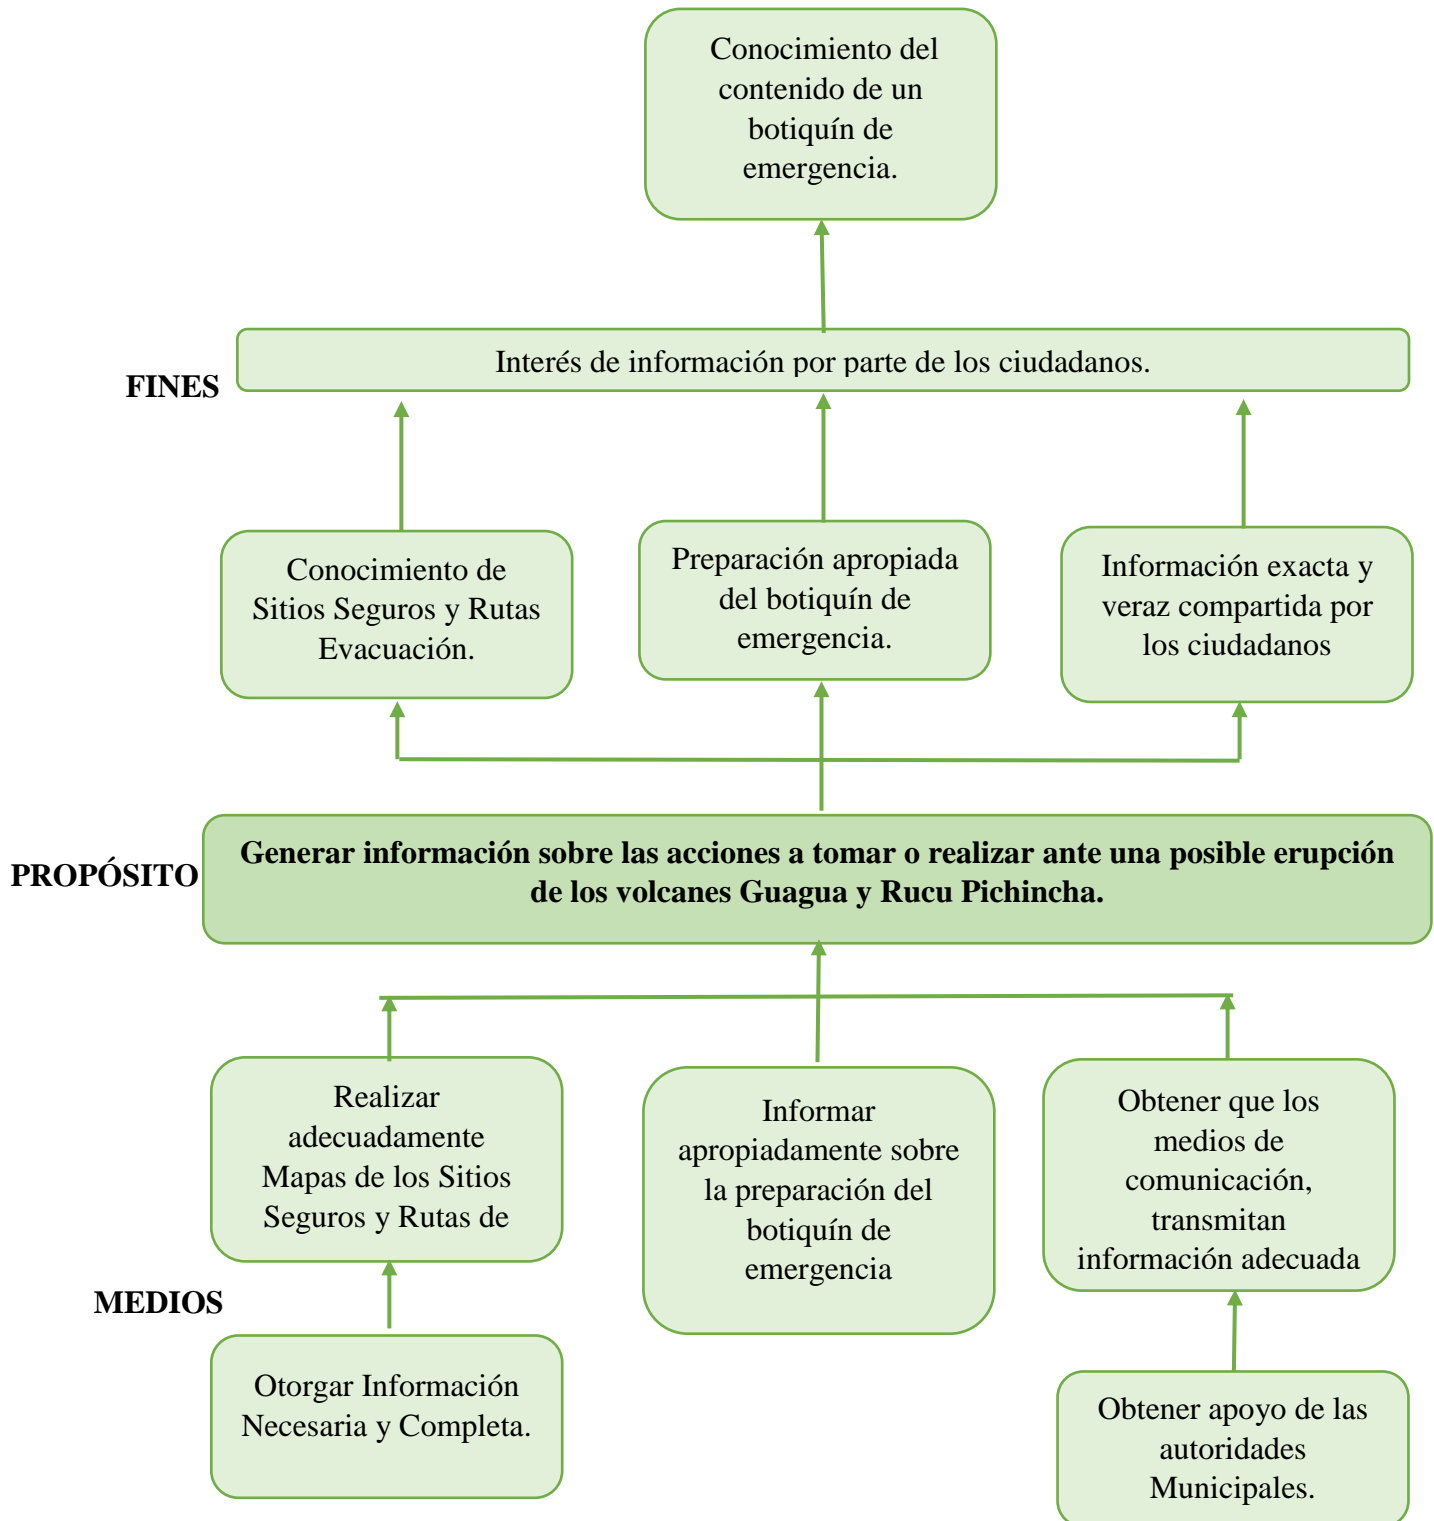 Conocimiento del
contenido de un
botiquín de
emergencia.
Interés de información por parte de los ciudadanos.
FINES
Conocimiento de
Sitios Seguros y Rutas
Evacuación.
Preparación apropiada
del botiquín de
emergencia.
Información exacta y
veraz compartida por
los ciudadanos
PROPÓSITO
Generar información sobre las acciones a tomar o realizar ante una posible erupción
de los volcanes Guagua y Rucu Pichincha.
Realizar
adecuadamente
Mapas de los Sitios
Seguros y Rutas de
Informar
apropiadamente sobre
la preparación del
botiquín de
emergencia
Obtener que los
medios de
comunicación,
transmitan
información adecuada
MEDIOS
Otorgar Información
Necesaria y Completa.
Obtener apoyo de las
autoridades
Municipales.